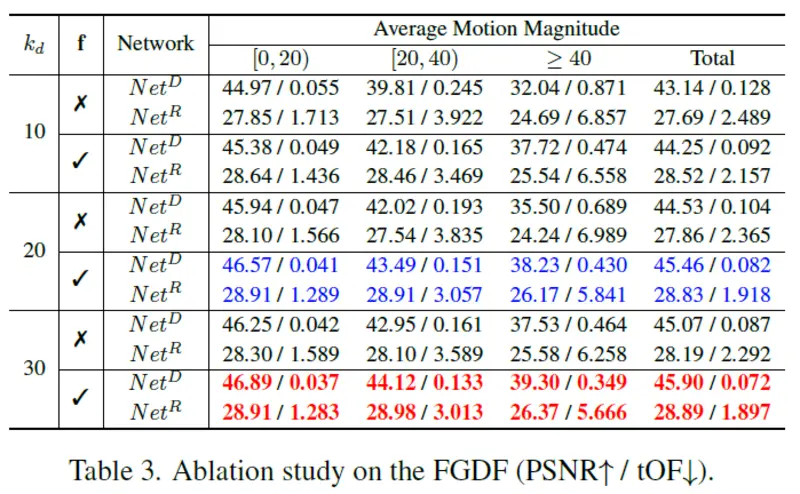 k_d f Network Average Motion Magnitude
[0, 20) [20, 40) ≥ 40 Total
10 ✗ Net^D 44.97 / 0.055 39.81 / 0.245 32.04 / 0.871 43.14 / 0.128
Net^R 27.85 / 1.713 27.51 / 3.922 24.69 / 6.857 27.69 / 2.489
✓ Net^D 45.38 / 0.049 42.18 / 0.165 37.72 / 0.474 44.25 / 0.092
Net^R 28.64 / 1.436 28.46 / 3.469 25.54 / 6.558 28.52 / 2.157
20 ✗ Net^D 45.94 / 0.047 42.02 / 0.193 35.50 / 0.689 44.53 / 0.104
Net^R 28.10 / 1.566 27.54 / 3.835 24.24 / 6.989 27.86 / 2.365
✓ Net^D 46.57 / 0.041 43.49 / 0.151 38.23 / 0.430 45.46 / 0.082
Net^R 28.91 / 1.289 28.91 / 3.057 26.17 / 5.841 28.83 / 1.918
30 ✗ Net^D 46.25 / 0.042 42.95 / 0.161 37.53 / 0.464 45.07 / 0.087
Net^R 28.30 / 1.589 28.10 / 3.589 25.58 / 6.258 28.19 / 2.292
✓ Net^D 46.89 / 0.037 44.12 / 0.133 39.30 / 0.349 45.90 / 0.072
Net^R 28.91 / 1.283 28.98 / 3.013 26.37 / 5.666 28.89 / 1.897
Table 3. Ablation study on the FGDF (PSNR↑ / tOF↓).